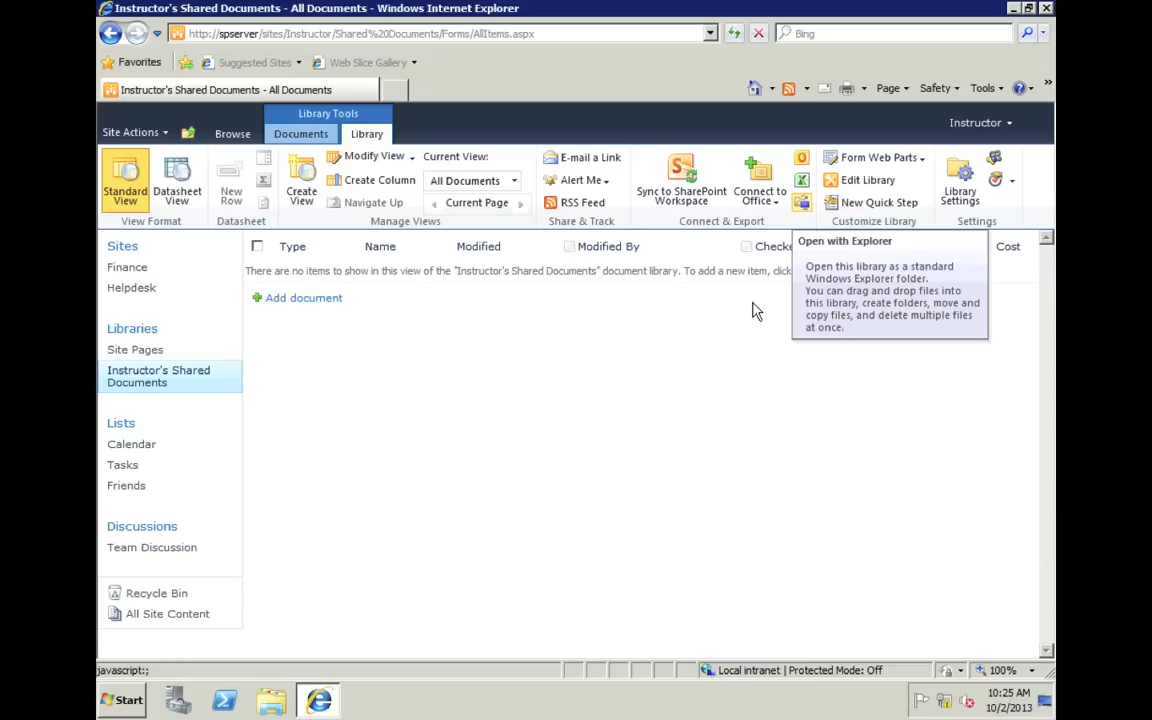 Instructor's Shared Documents - All Documents - Windows Internet Explorer
http://spserver/sites/Instructor/Shared%20Documents/Forms/AllItems.aspx
Bing
Favorites
Suggested Sites
Web Slice Gallery
Instructor's Shared Documents - All Documents
Page
Safety
Tools
»
Library Tools
Site Actions
Browse
Documents
Library
Instructor
Standard View
Datasheet View
View Format
New Row
Datasheet
Create View
Modify View
Create Column
Navigate Up
Current View:
All Documents
Current Page
Manage Views
E-mail a Link
Alert Me
RSS Feed
Share & Track
Sync to SharePoint Workspace
Connect to Office
Connect & Export
Form Web Parts
Edit Library
New Quick Step
Customize Library
Library Settings
Settings
Open with Explorer
Open this library as a standard
Windows Explorer folder.
You can drag and drop files into
this library, create folders, move and
copy files, and delete multiple files
at once.
Sites
Finance
Helpdesk
Libraries
Site Pages
Instructor's Shared
Documents
Lists
Calendar
Tasks
Friends
Discussions
Team Discussion
Recycle Bin
All Site Content
Type
Name
Modified
Modified By
Checke
Cost
There are no items to show in this view of the "Instructor's Shared Documents" document library. To add a new item, click
Add document
javascript:;
Local intranet | Protected Mode: Off
100%
Start
10:25 AM
10/2/2013